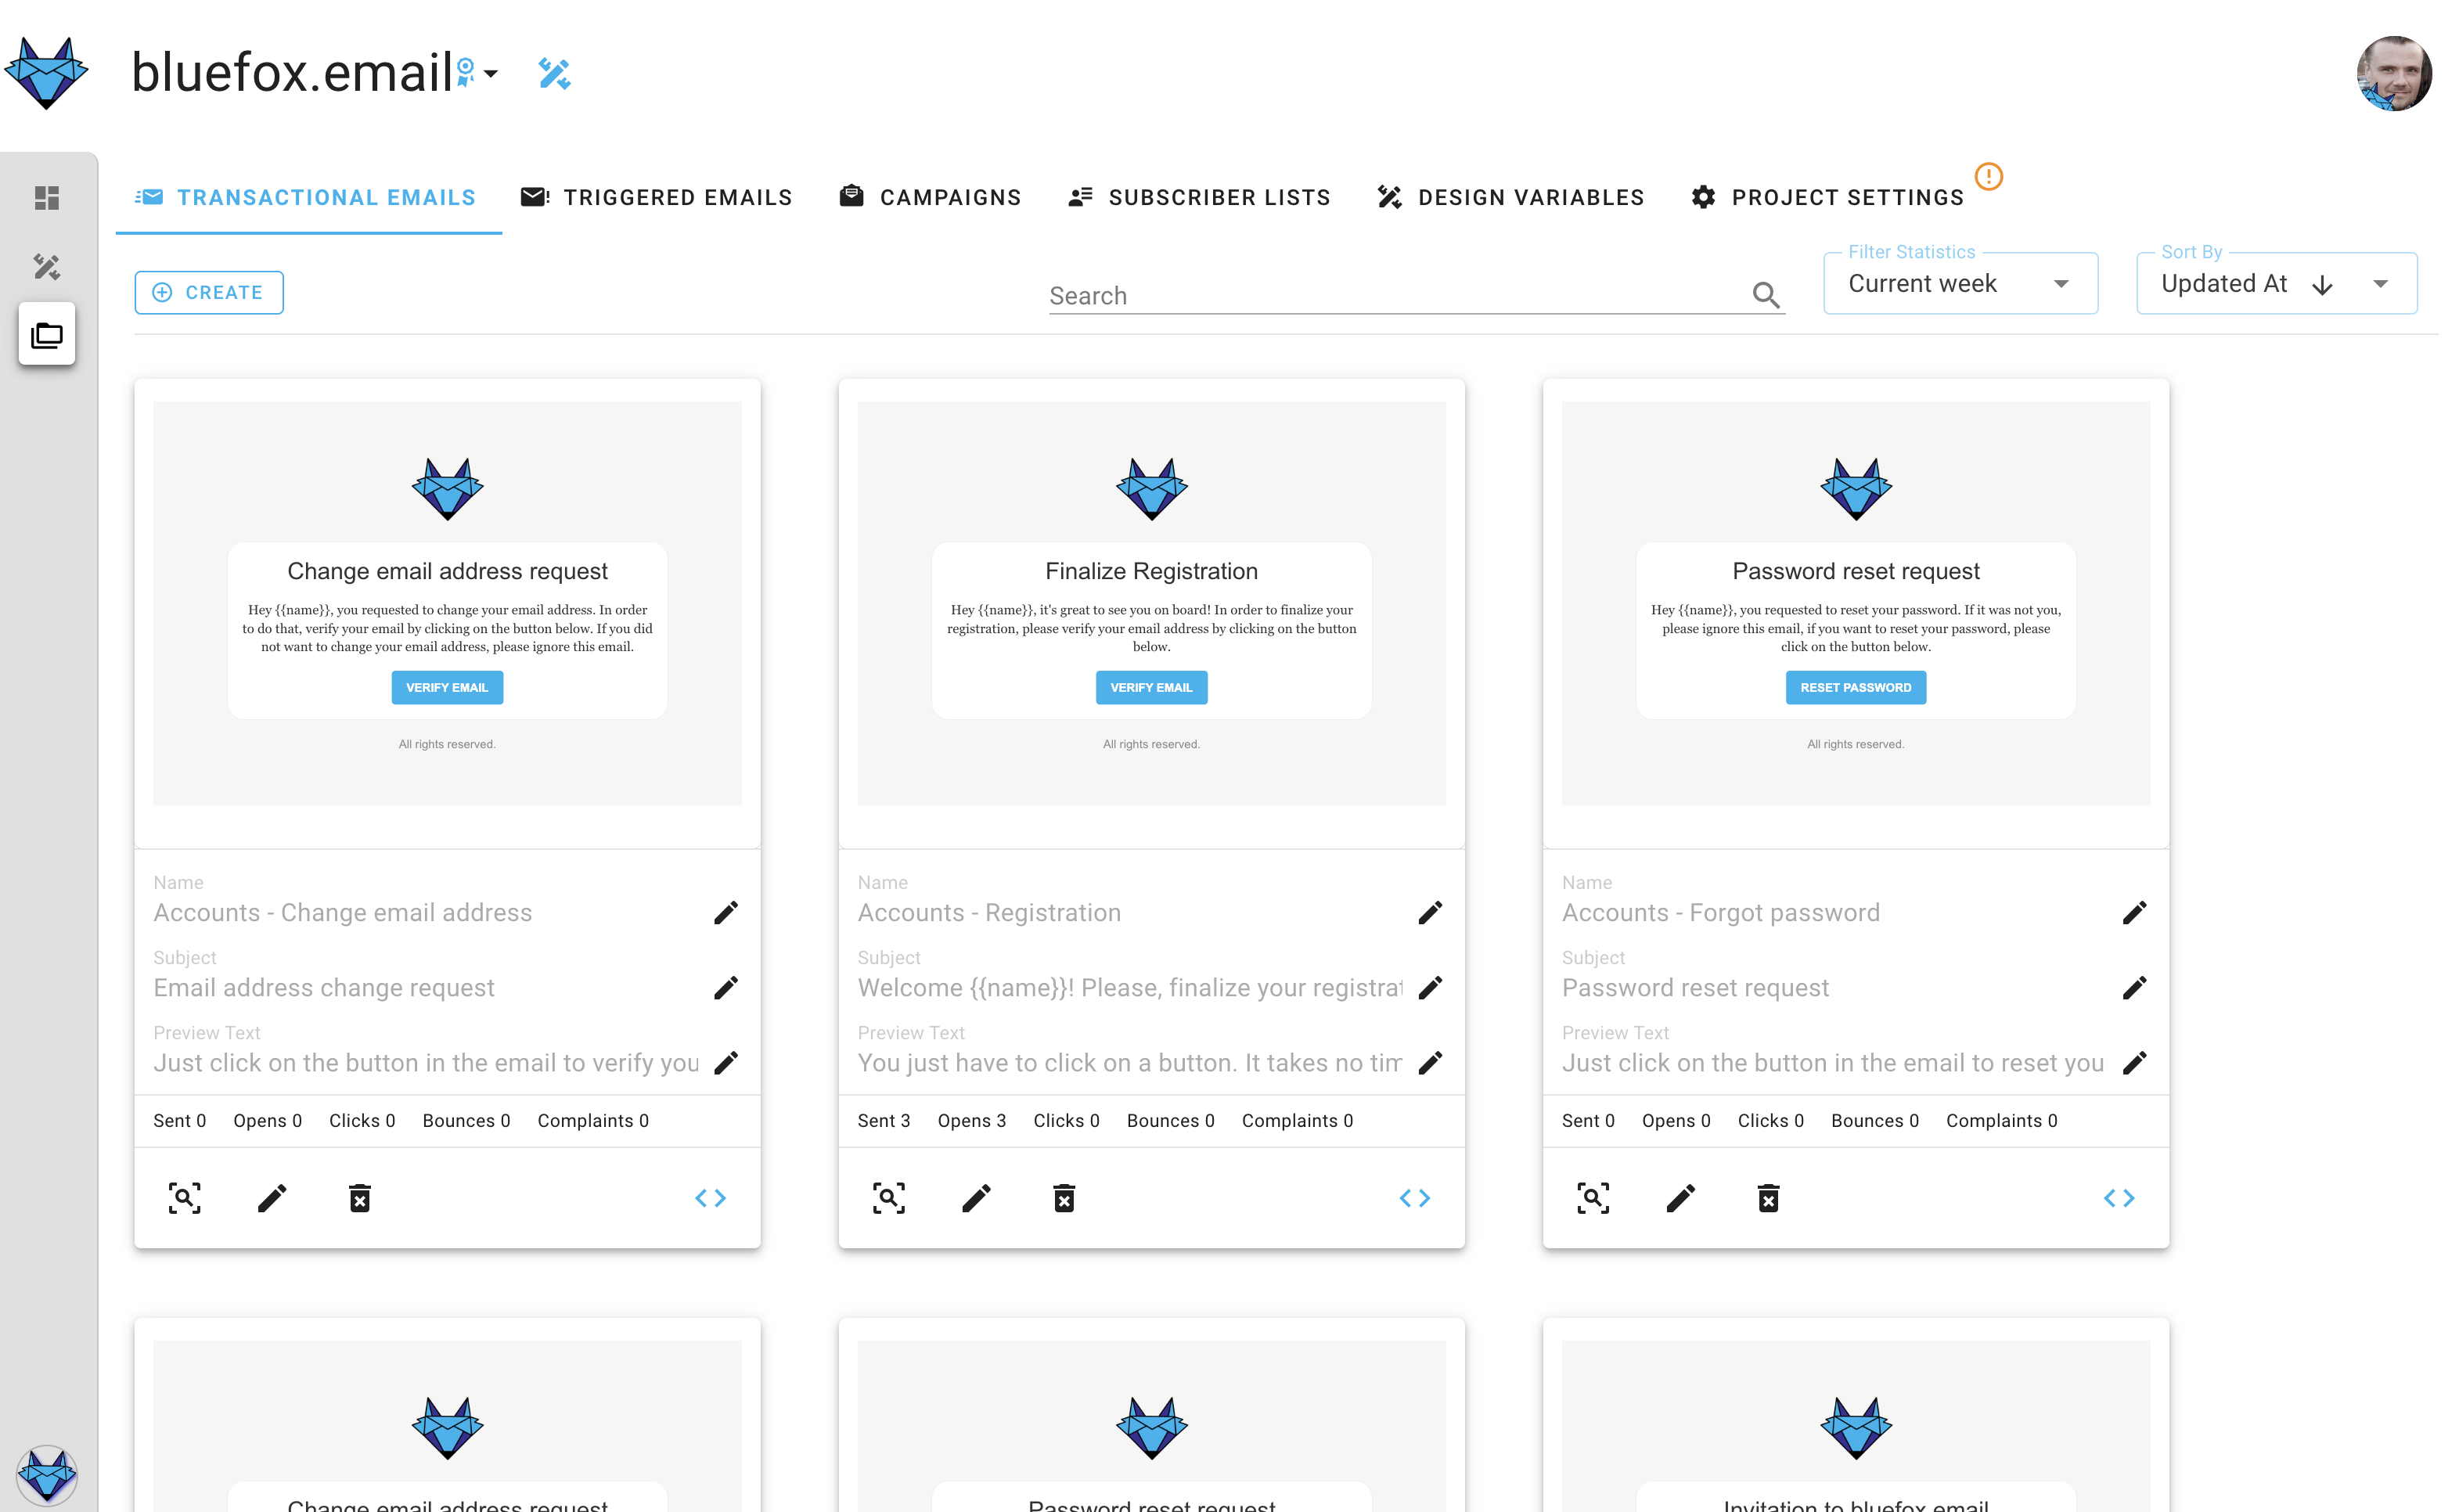 bluefox.email
TRANSACTIONAL EMAILS
TRIGGERED EMAILS
CAMPAIGNS
SUBSCRIBER LISTS
DESIGN VARIABLES
PROJECT SETTINGS
CREATE
Search
Filter Statistics
Current week
Sort By
Updated At
Change email address request
Hey {{name}}, you requested to change your email address. In order
to do that, verify your email by clicking on the button below. If you did
not want to change your email address, please ignore this email.
VERIFY EMAIL
All rights reserved.
Name
Accounts - Change email address
Subject
Email address change request
Preview Text
Just click on the button in the email to verify you
Sent 0 Opens 0 Clicks 0 Bounces 0 Complaints 0
Finalize Registration
Hey {{name}}, it's great to see you on board! In order to finalize your
registration, please verify your email address by clicking on the button
below.
VERIFY EMAIL
All rights reserved.
Name
Accounts - Registration
Subject
Welcome {{name}}! Please, finalize your registrat
Preview Text
You just have to click on a button. It takes no tim
Sent 3 Opens 3 Clicks 0 Bounces 0 Complaints 0
Password reset request
Hey {{name}}, you requested to reset your password. If it was not you,
please ignore this email, if you want to reset your password, please
click on the button below.
RESET PASSWORD
All rights reserved.
Name
Accounts - Forgot password
Subject
Password reset request
Preview Text
Just click on the button in the email to reset you
Sent 0 Opens 0 Clicks 0 Bounces 0 Complaints 0
Change email address request
Password reset request
Invitation to bluefox.email